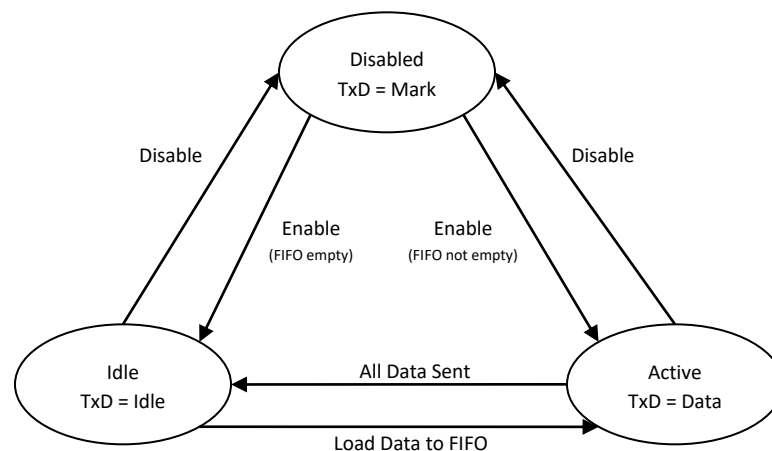 Disabled
TxD = Mark
Disable
Disable
Enable
(FIFO empty)
Enable
(FIFO not empty)
Idle
TxD = Idle
All Data Sent
Active
TxD = Data
Load Data to FIFO